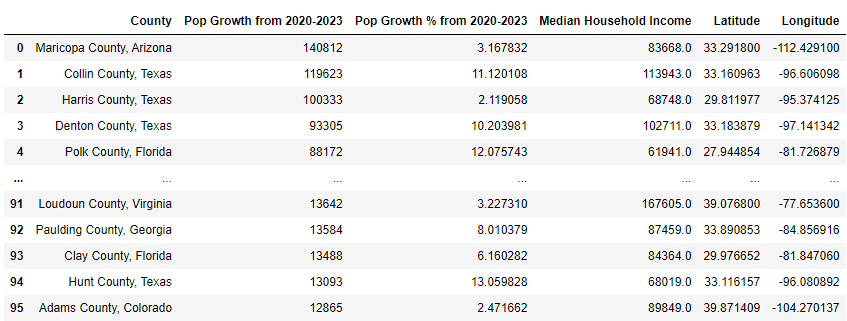 County Pop Growth from 2020-2023 Pop Growth % from 2020-2023 Median Household Income Latitude Longitude
0 Maricopa County, Arizona 140812 3.167832 83668.0 33.291800 -112.429100
1 Collin County, Texas 119623 11.120108 113943.0 33.160963 -96.606098
2 Harris County, Texas 100333 2.119058 68748.0 29.811977 -95.374125
3 Denton County, Texas 93305 10.203981 102711.0 33.183879 -97.141342
4 Polk County, Florida 88172 12.075743 61941.0 27.944854 -81.726879
... ... ... ... ... ... ...
91 Loudoun County, Virginia 13642 3.227310 167605.0 39.076800 -77.653600
92 Paulding County, Georgia 13584 8.010379 87459.0 33.890853 -84.856916
93 Clay County, Florida 13488 6.160282 84364.0 29.976652 -81.847060
94 Hunt County, Texas 13093 13.059828 68019.0 33.116157 -96.080892
95 Adams County, Colorado 12865 2.471662 89849.0 39.871409 -104.270137